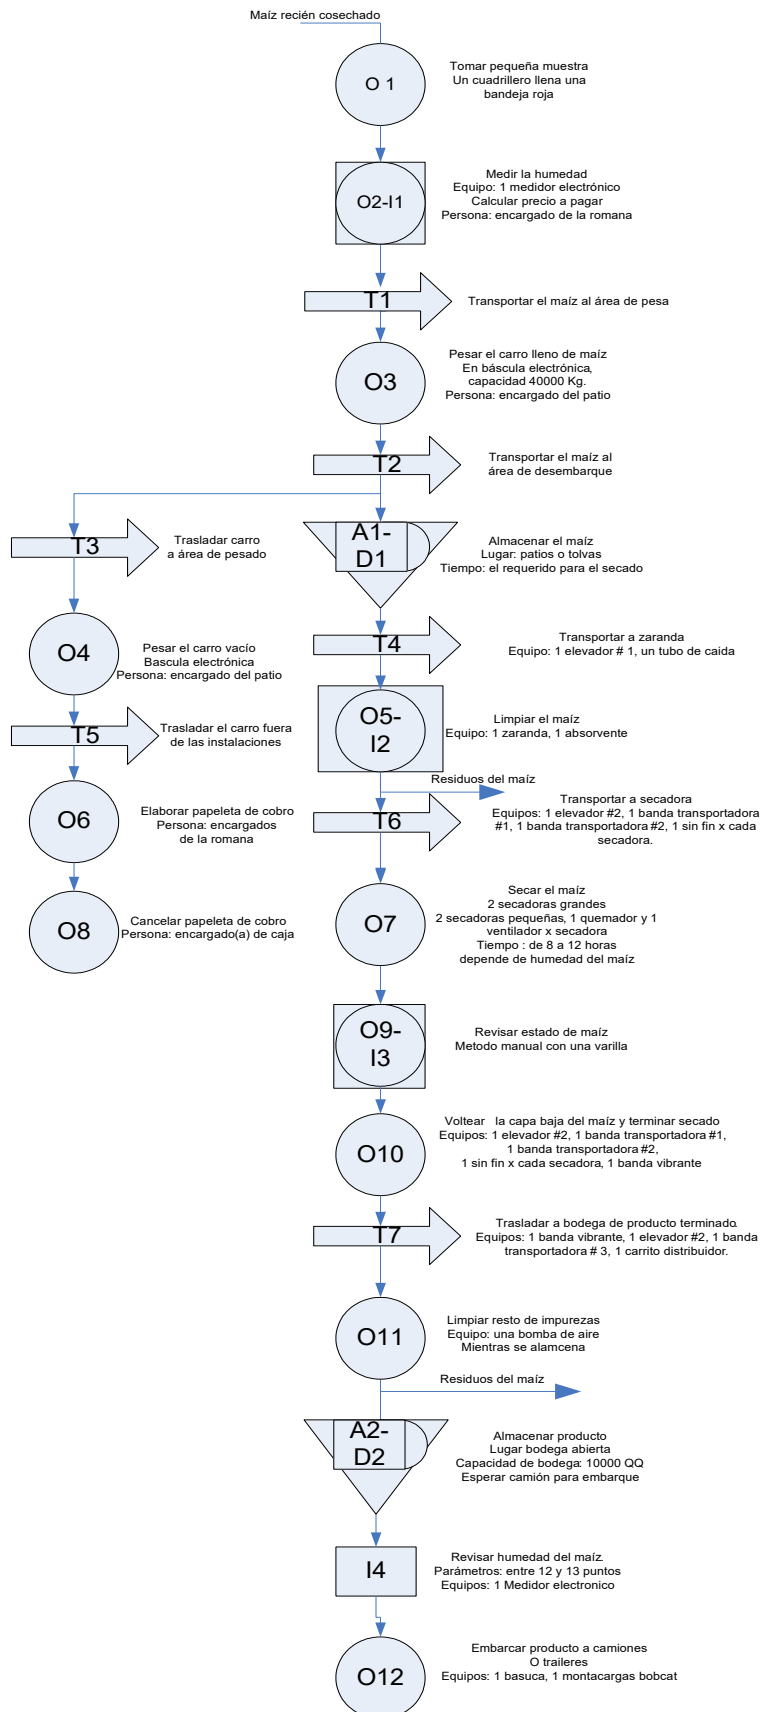 Maíz recién cosechado
O 1
Tomar pequeña muestra
Un cuadrillero llena una
bandeja roja
O2-I1
Medir la humedad
Equipo: 1 medidor electrónico
Calcular precio a pagar
Persona: encargado de la romana
T1
Transportar el maíz al área de pesa
O3
Pesar el carro lleno de maíz
En báscula electrónica,
capacidad 40000 Kg.
Persona: encargado del patio
T2
Transportar el maíz al
área de desembarque
T3
Trasladar carro
a área de pesado
A1-
D1
Almacenar el maíz
Lugar: patios o tolvas
Tiempo: el requerido para el secado
O4
Pesar el carro vacío
Bascula electrónica
Persona: encargado del patio
T4
Transportar a zaranda
Equipo: 1 elevador # 1, un tubo de caida
T5
Trasladar el carro fuera
de las instalaciones
O5-
I2
Limpiar el maíz
Equipo: 1 zaranda, 1 absorvente
Residuos del maíz
O6
Elaborar papeleta de cobro
Persona: encargados
de la romana
T6
Transportar a secadora
Equipos: 1 elevador #2, 1 banda transportadora
#1, 1 banda transportadora #2, 1 sin fin x cada
secadora.
O8
Cancelar papeleta de cobro
Persona: encargado(a) de caja
O7
Secar el maíz
2 secadoras grandes
2 secadoras pequeñas, 1 quemador y 1
ventilador x secadora
Tiempo : de 8 a 12 horas
depende de humedad del maíz
O9-
I3
Revisar estado de maíz
Metodo manual con una varilla
O10
Voltear la capa baja del maíz y terminar secado
Equipos: 1 elevador #2, 1 banda transportadora #1,
1 banda transportadora #2,
1 sin fin x cada secadora, 1 banda vibrante
T7
Trasladar a bodega de producto terminado.
Equipos: 1 banda vibrante, 1 elevador #2, 1 banda
transportadora # 3, 1 carrito distribuidor.
O11
Limpiar resto de impurezas
Equipo: una bomba de aire
Mientras se alamcena
Residuos del maíz
A2-
D2
Almacenar producto
Lugar bodega abierta
Capacidad de bodega: 10000 QQ
Esperar camión para embarque
I4
Revisar humedad del maíz.
Parámetros: entre 12 y 13 puntos
Equipos: 1 Medidor electronico
O12
Embarcar producto a camiones
O traileres
Equipos: 1 basuca, 1 montacargas bobcat